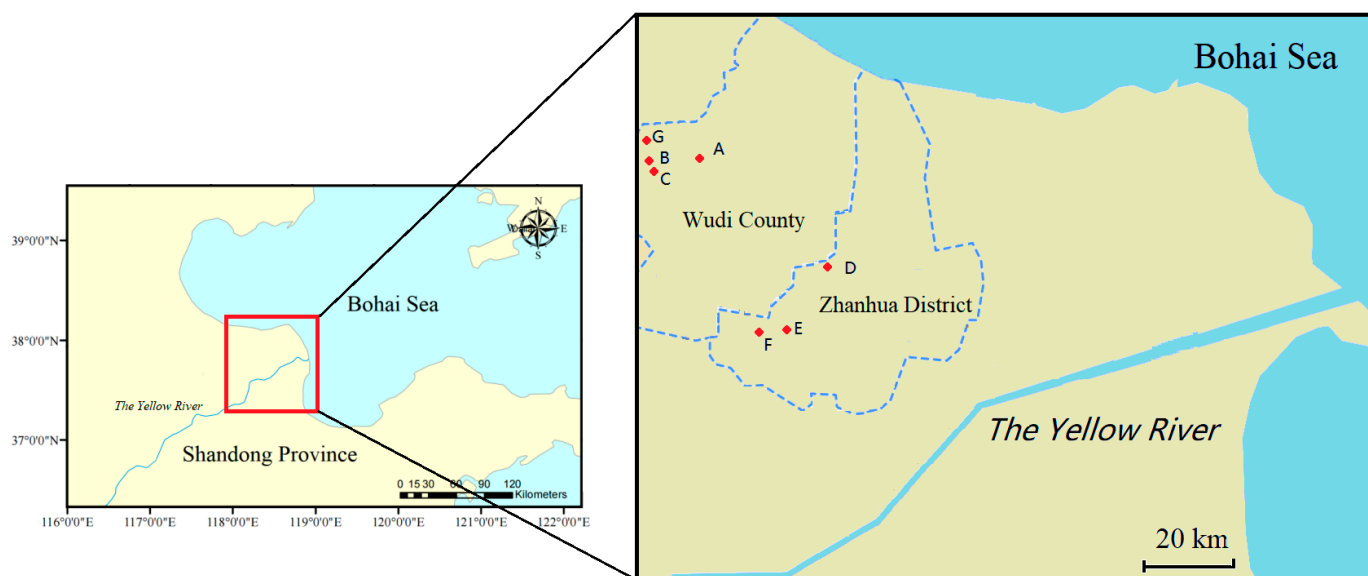 N
E
S
39°0'0"N
38°0'0"N
37°0'0"N
Bohai Sea
The Yellow River
Shandong Province
0 15 30 60 90 120
Kilometers
116°0'0"E 117°0'0"E 118°0'0"E 119°0'0"E 120°0'0"E 121°0'0"E 122°0'0"E
Bohai Sea
G
B
A
C
Wudi County
D
Zhanhua District
E
F
The Yellow River
20 km